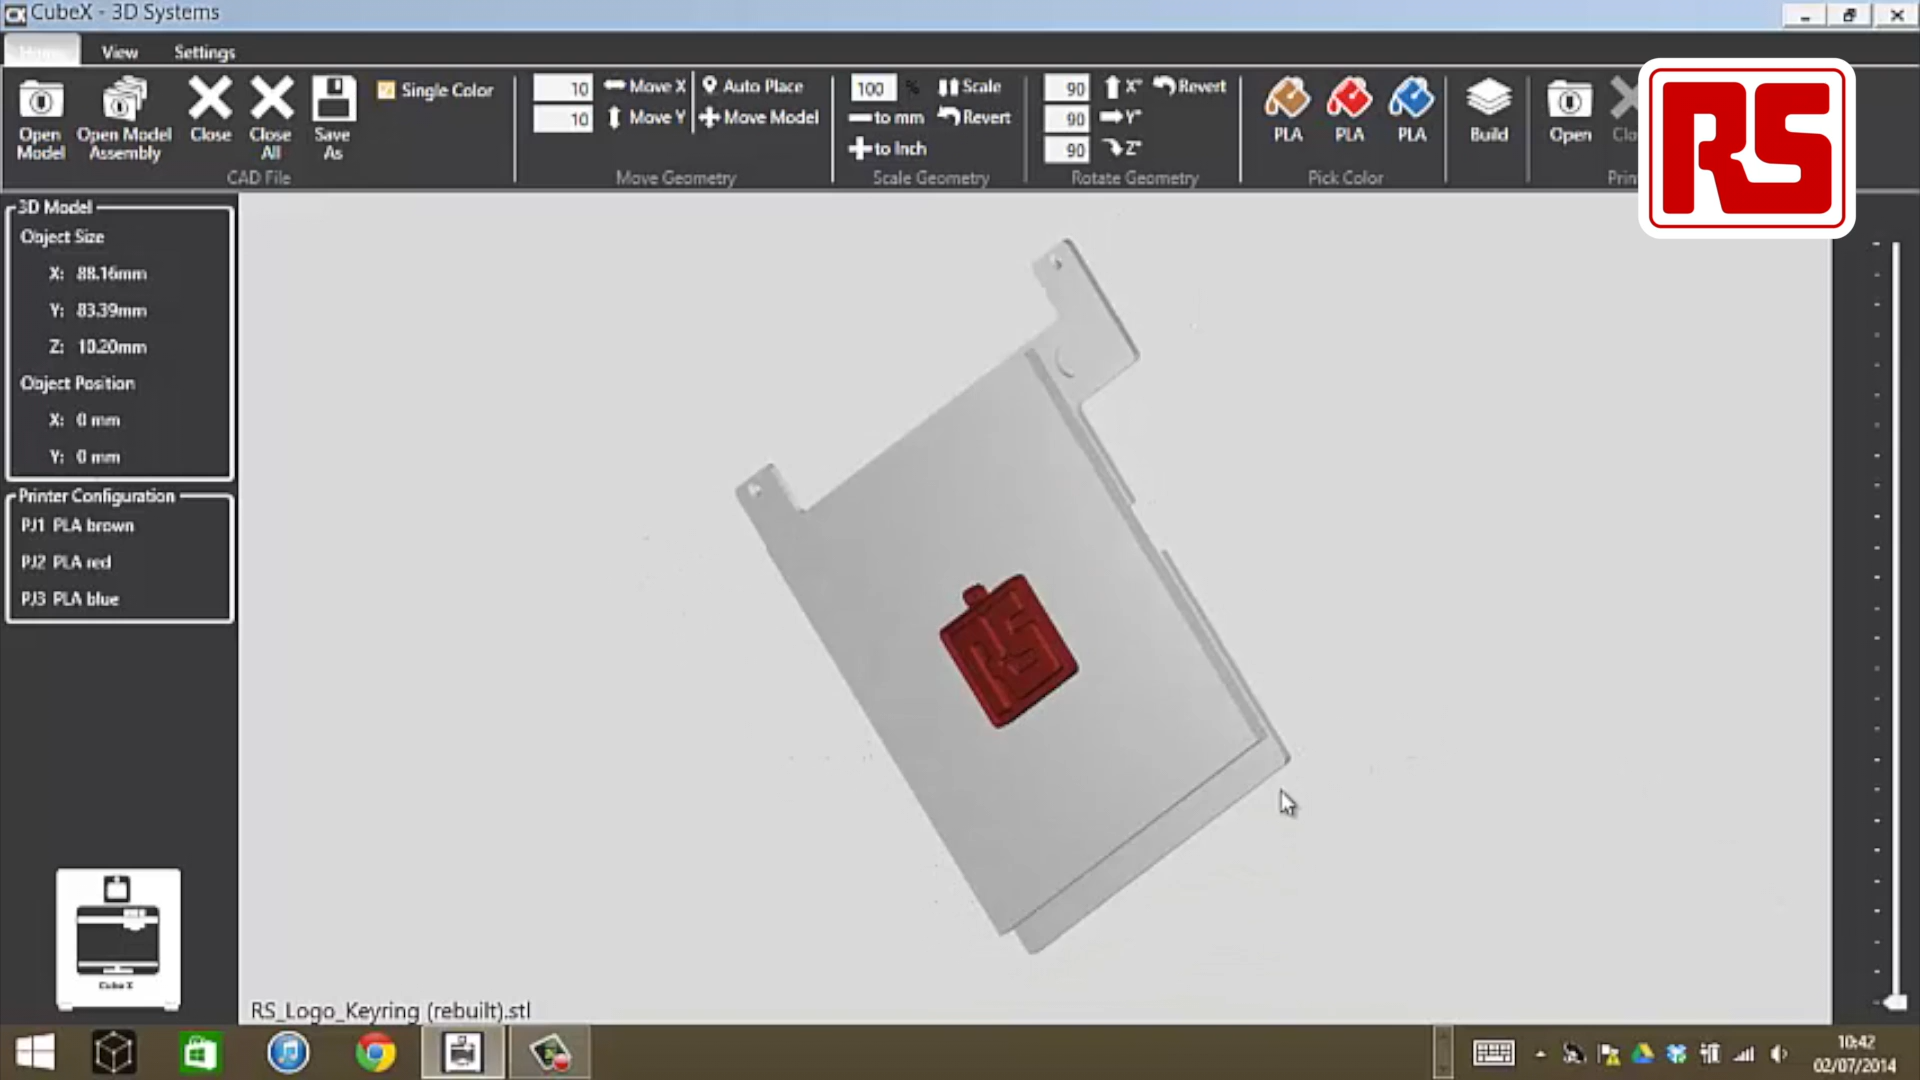 CubeX - 3D Systems
View Settings
Open Model
Open Model Assembly
Close
Close All
Save As
Single Color
CAD File
10 Move X
10 Move Y
Auto Place
Move Model
Move Geometry
100 % Scale
to mm Revert
to Inch
Scale Geometry
90 X° Revert
90 Y°
90 Z°
Rotate Geometry
PLA PLA PLA
Pick Color
Build
Open
RS
3D Model
Object Size
X: 88.16mm
Y: 83.39mm
Z: 10.20mm
Object Position
X: 0 mm
Y: 0 mm
Printer Configuration
PJ1 PLA brown
PJ2 PLA red
PJ3 PLA blue
RS
Cube X
RS_Logo_Keyring (rebuilt).stl
10:42
02/07/2014